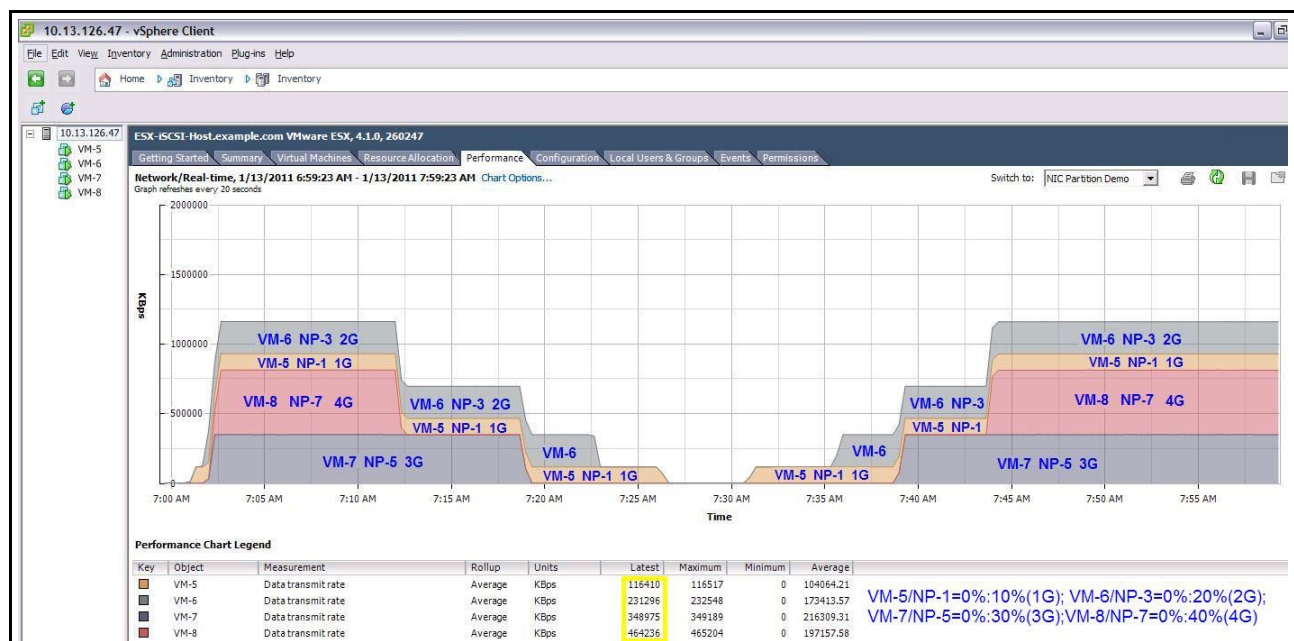 10.13.126.47 - vSphere Client
File Edit View Inventory Administration Plug-ins Help
Home Inventory Inventory
10.13.126.47
VM-5
VM-6
VM-7
VM-8
ESX-iSCSI-Host.example.com VMware ESX, 4.1.0, 260247
Getting Started Summary Virtual Machines Resource Allocation Performance Configuration Local Users & Groups Events Permissions
Network/Real-time, 1/13/2011 6:59:23 AM - 1/13/2011 7:59:23 AM Chart Options...
Switch to: NIC Partition Demo
Graph refreshes every 20 seconds
2000000
1500000
1000000
500000
0
KBps
VM-6 NP-3 2G
VM-5 NP-1 1G
VM-8 NP-7 4G
VM-7 NP-5 3G
VM-6 NP-3 2G
VM-5 NP-1 1G
VM-6
VM-5 NP-1 1G
VM-5 NP-1 1G
VM-6
VM-6 NP-3
VM-5 NP-1
VM-6 NP-3 2G
VM-5 NP-1 1G
VM-8 NP-7 4G
VM-7 NP-5 3G
7:00 AM 7:05 AM 7:10 AM 7:15 AM 7:20 AM 7:25 AM 7:30 AM 7:35 AM 7:40 AM 7:45 AM 7:50 AM 7:55 AM
Time
Performance Chart Legend
Key Object Measurement Rollup Units Latest Maximum Minimum Average
VM-5 Data transmit rate Average KBps 116410 116517 0 104064.21
VM-6 Data transmit rate Average KBps 231296 232548 0 173413.57
VM-7 Data transmit rate Average KBps 348975 349189 0 216309.31
VM-8 Data transmit rate Average KBps 464236 465204 0 197157.58
VM-5/NP-1=0%:10%(1G); VM-6/NP-3=0%:20%(2G);
VM-7/NP-5=0%:30%(3G);VM-8/NP-7=0%:40%(4G)